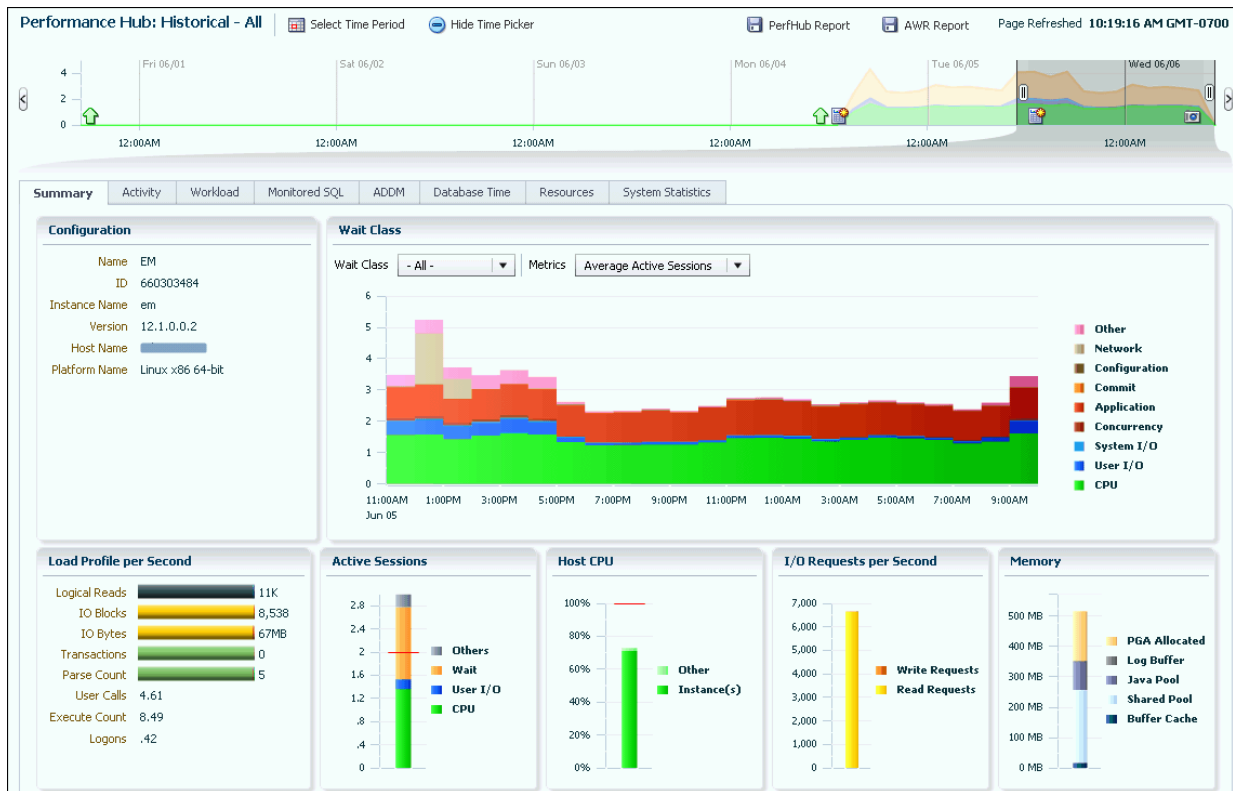 Performance Hub: Historical - All
Select Time Period
Hide Time Picker
PerfHub Report
AWR Report
Page Refreshed 10:19:16 AM GMT-0700
Fri 06/01
Sat 06/02
Sun 06/03
Mon 06/04
Tue 06/05
Wed 06/06
4
2
0
12:00AM
12:00AM
12:00AM
12:00AM
12:00AM
12:00AM
Summary
Activity
Workload
Monitored SQL
ADDM
Database Time
Resources
System Statistics
Configuration
Name EM
ID 660303484
Instance Name em
Version 12.1.0.0.2
Host Name
Platform Name Linux x86 64-bit
Wait Class
Wait Class - All - Metrics Average Active Sessions
6
5
4
3
2
1
0
11:00AM
1:00PM
3:00PM
5:00PM
7:00PM
9:00PM
11:00PM
1:00AM
3:00AM
5:00AM
7:00AM
9:00AM
Jun 05
Other
Network
Configuration
Commit
Application
Concurrency
System I/O
User I/O
CPU
Load Profile per Second
Logical Reads 11K
IO Blocks 8,538
IO Bytes 67MB
Transactions 0
Parse Count 5
User Calls 4.61
Execute Count 8.49
Logons .42
Active Sessions
2.8
2.4
2
1.6
1.2
.8
.4
0
Others
Wait
User I/O
CPU
Host CPU
100%
80%
60%
40%
20%
0%
Other
Instance(s)
I/O Requests per Second
7,000
6,000
5,000
4,000
3,000
2,000
1,000
0
Write Requests
Read Requests
Memory
500 MB
400 MB
300 MB
200 MB
100 MB
0 MB
PGA Allocated
Log Buffer
Java Pool
Shared Pool
Buffer Cache